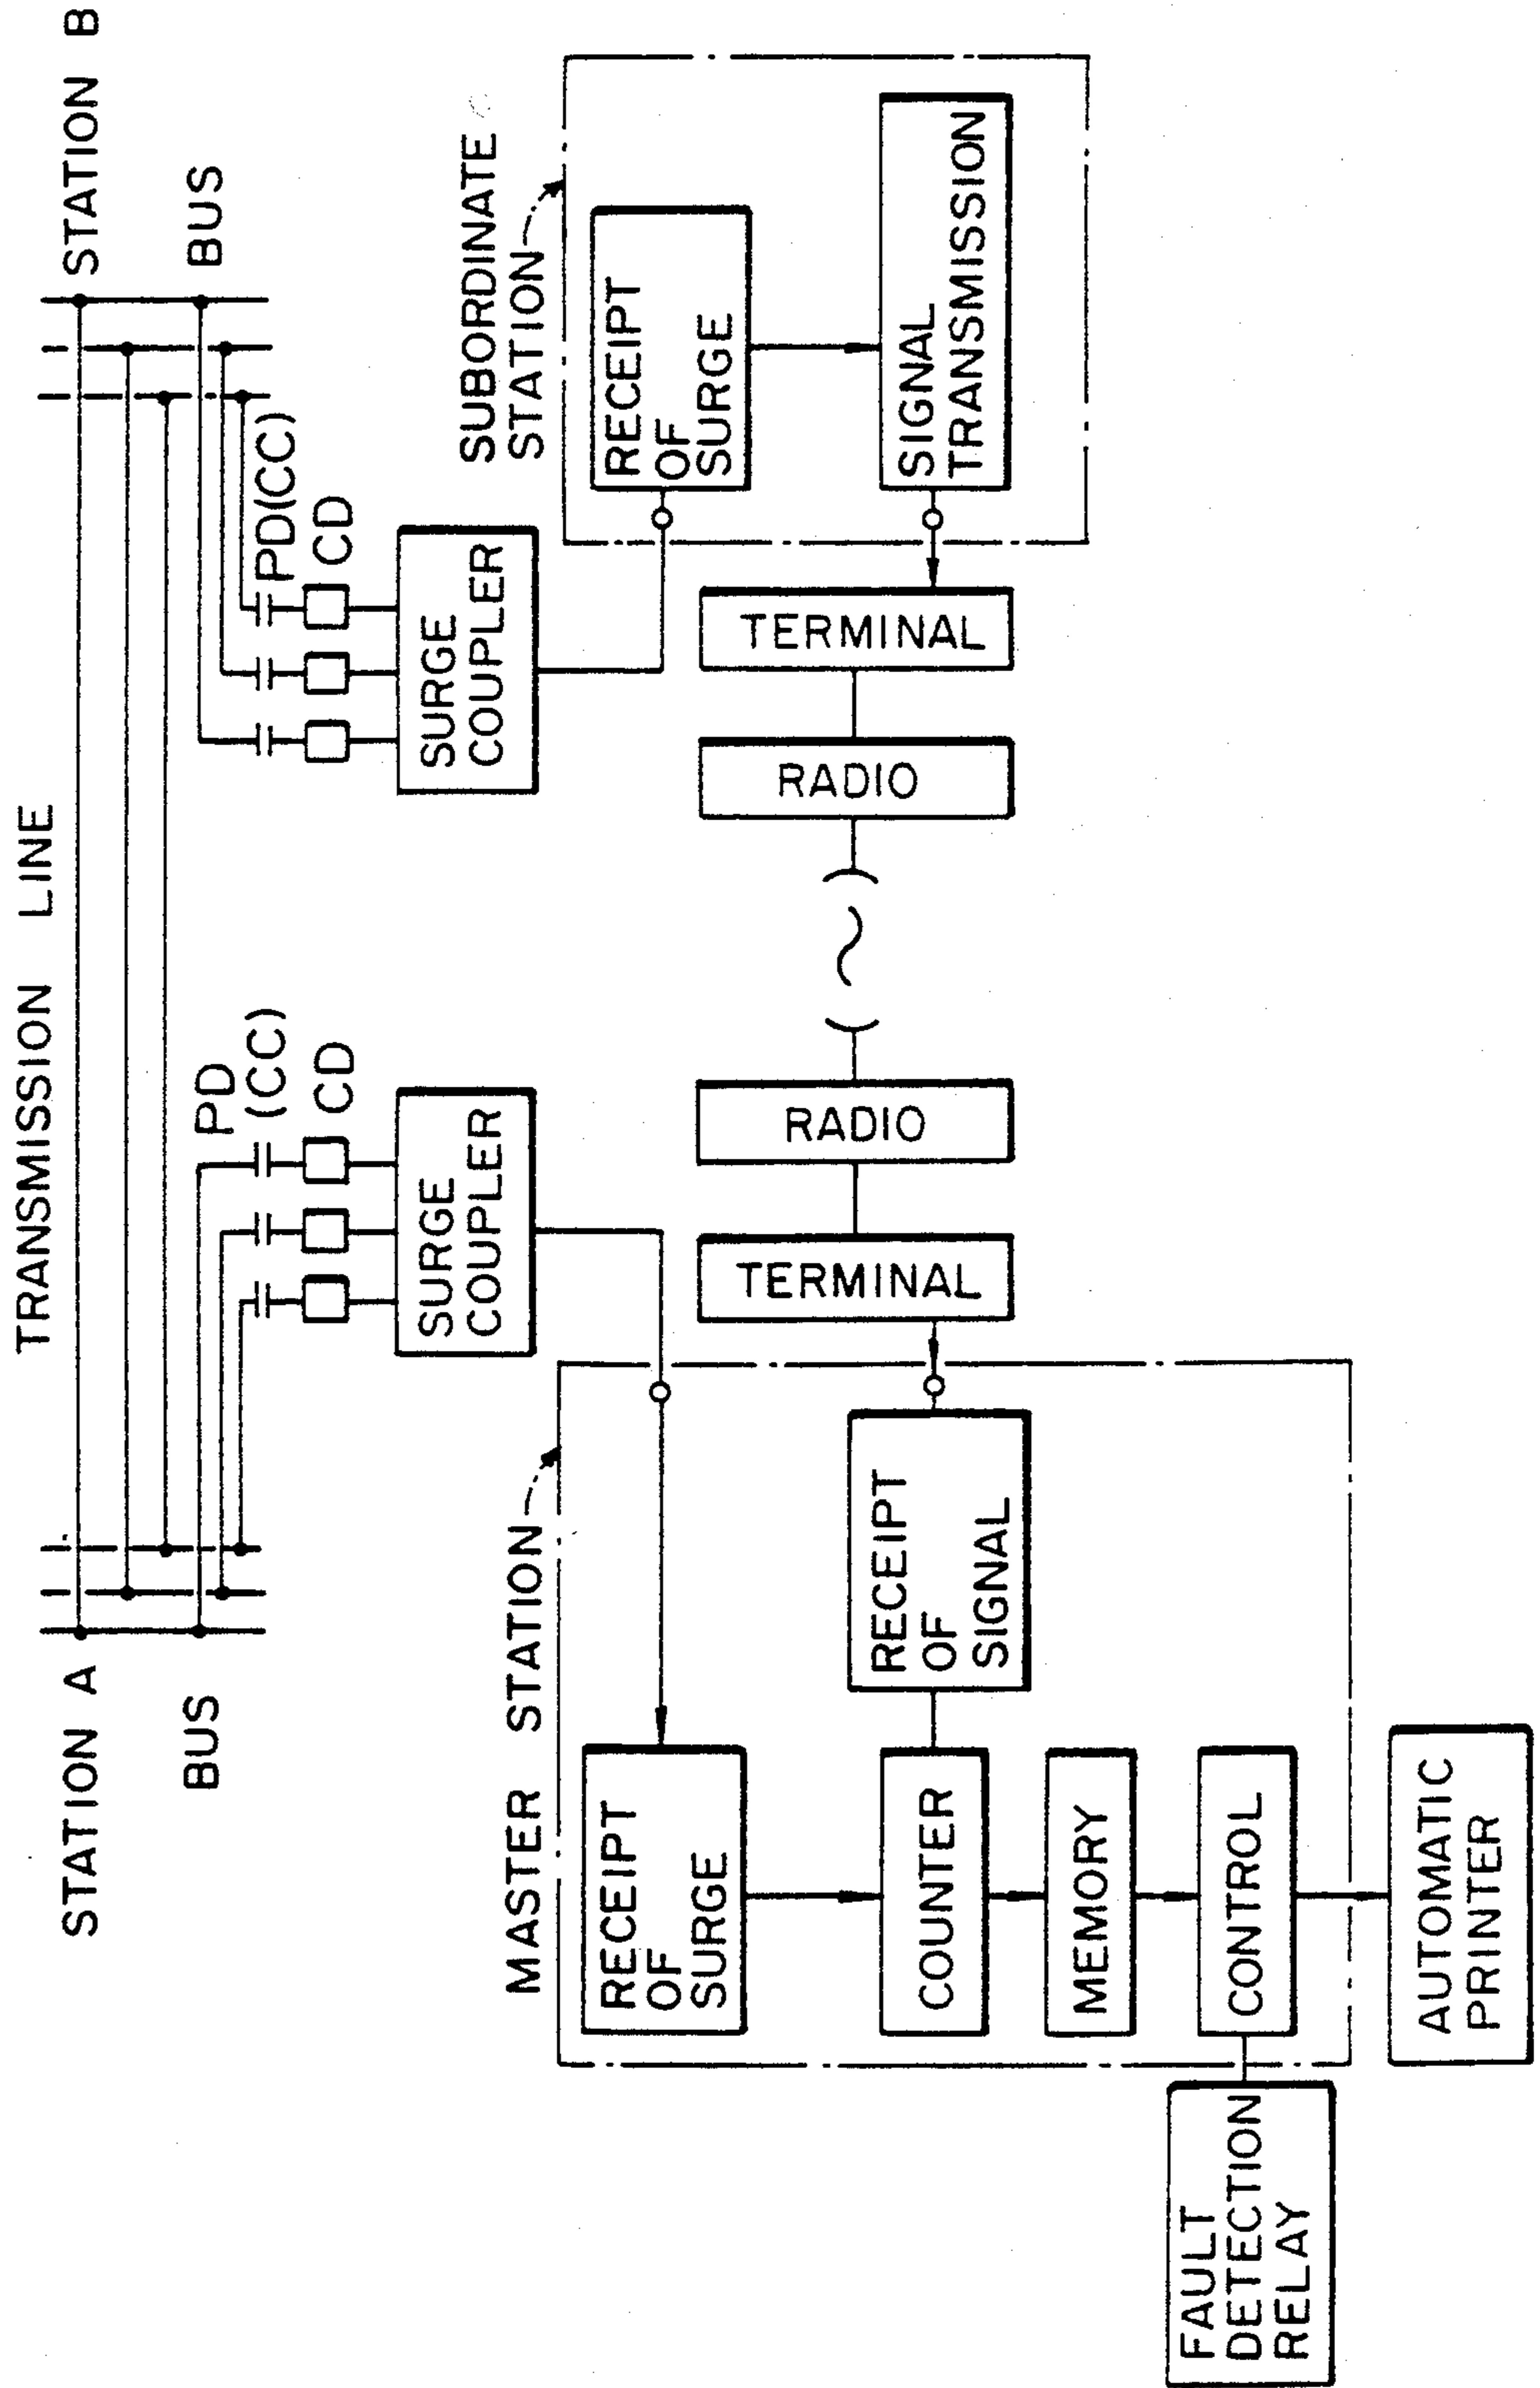 TRANSMISSION LINE
STATION A
STATION B
BUS
BUS
PD
(CC)
CD
PD(CC)
CD
SURGE
COUPLER
SURGE
COUPLER
MASTER STATION
SUBORDINATE
STATION
RECEIPT
OF
SURGE
RECEIPT
OF
SURGE
RECEIPT
OF
SIGNAL
TERMINAL
RADIO
RADIO
TERMINAL
SIGNAL
TRANSMISSION
COUNTER
MEMORY
CONTROL
FAULT
DETECTION
RELAY
AUTOMATIC
PRINTER